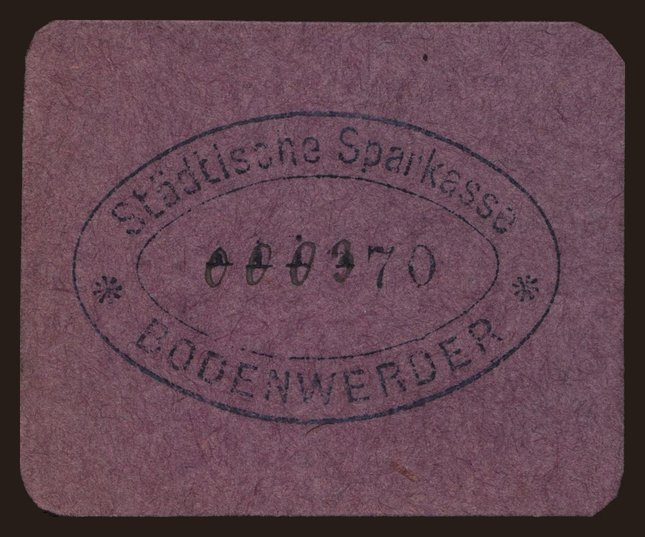 Städtische Sparkasse
000370
BODENWERDER